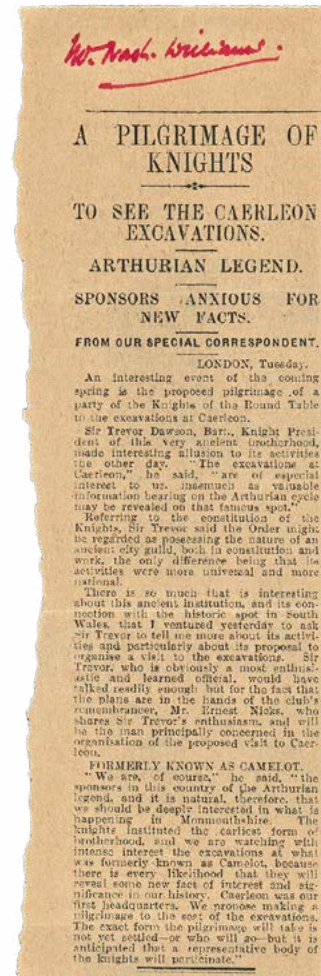 Mr. Nash-Williams.
A PILGRIMAGE OF
KNIGHTS
TO SEE THE CAERLEON
EXCAVATIONS.
ARTHURIAN LEGEND.
SPONSORS ANXIOUS FOR
NEW FACTS.
FROM OUR SPECIAL CORRESPONDENT.
LONDON, Tuesday.
An interesting event of the coming
spring is the proposed pilgrimage of a
party of the Knights of the Round Table
to the excavations at Caerleon.
Sir Trevor Dawson, Bart., Knight Presi-
dent of this very ancient brotherhood,
made interesting allusion to its activities
the other day. "The excavations at
Caerleon," he said, "are of especial
interest to us, inasmuch as valuable
information bearing on the Arthurian cycle
may be revealed on that famous spot."
Referring to the constitution of the
Knights, Sir Trevor said the Order might
be regarded as possessing the nature of an
ancient city guild, both in constitution and
work, the only difference being that its
activities were more universal and more
national.
There is so much that is interesting
about this ancient institution, and its con-
nection with the historic spot in South
Wales, that I ventured yesterday to ask
Sir Trevor to tell me more about its activi-
ties and particularly about its proposal to
organise a visit to the excavations. Sir
Trevor, who is obviously a most enthusi-
astic and learned official, would have
talked readily enough but for the fact that
the plans are in the hands of the club's
remembrancer, Mr. Ernest Nicks, who
shares Sir Trevor's enthusiasm, and will
be the man principally concerned in the
organisation of the proposed visit to Caer-
leon.
FORMERLY KNOWN AS CAMELOT.
"We are, of course," he said, "the
sponsors in this country of the Arthurian
legend, and it is natural, therefore, that
we should be deeply interested in what is
happening in Monmouthshire. The
knights instituted the earliest form of
brotherhood, and we are watching with
intense interest the excavations at what
was formerly known as Camelot, because
there is every likelihood that they will
reveal some new fact of interest and sig-
nificance in our history. Caerleon was our
first headquarters. We propose making a
pilgrimage to the seat of the excavations.
The exact form the pilgrimage will take is
not yet settled—or who will go—but it is
anticipated that a representative body of
the knights will participate."